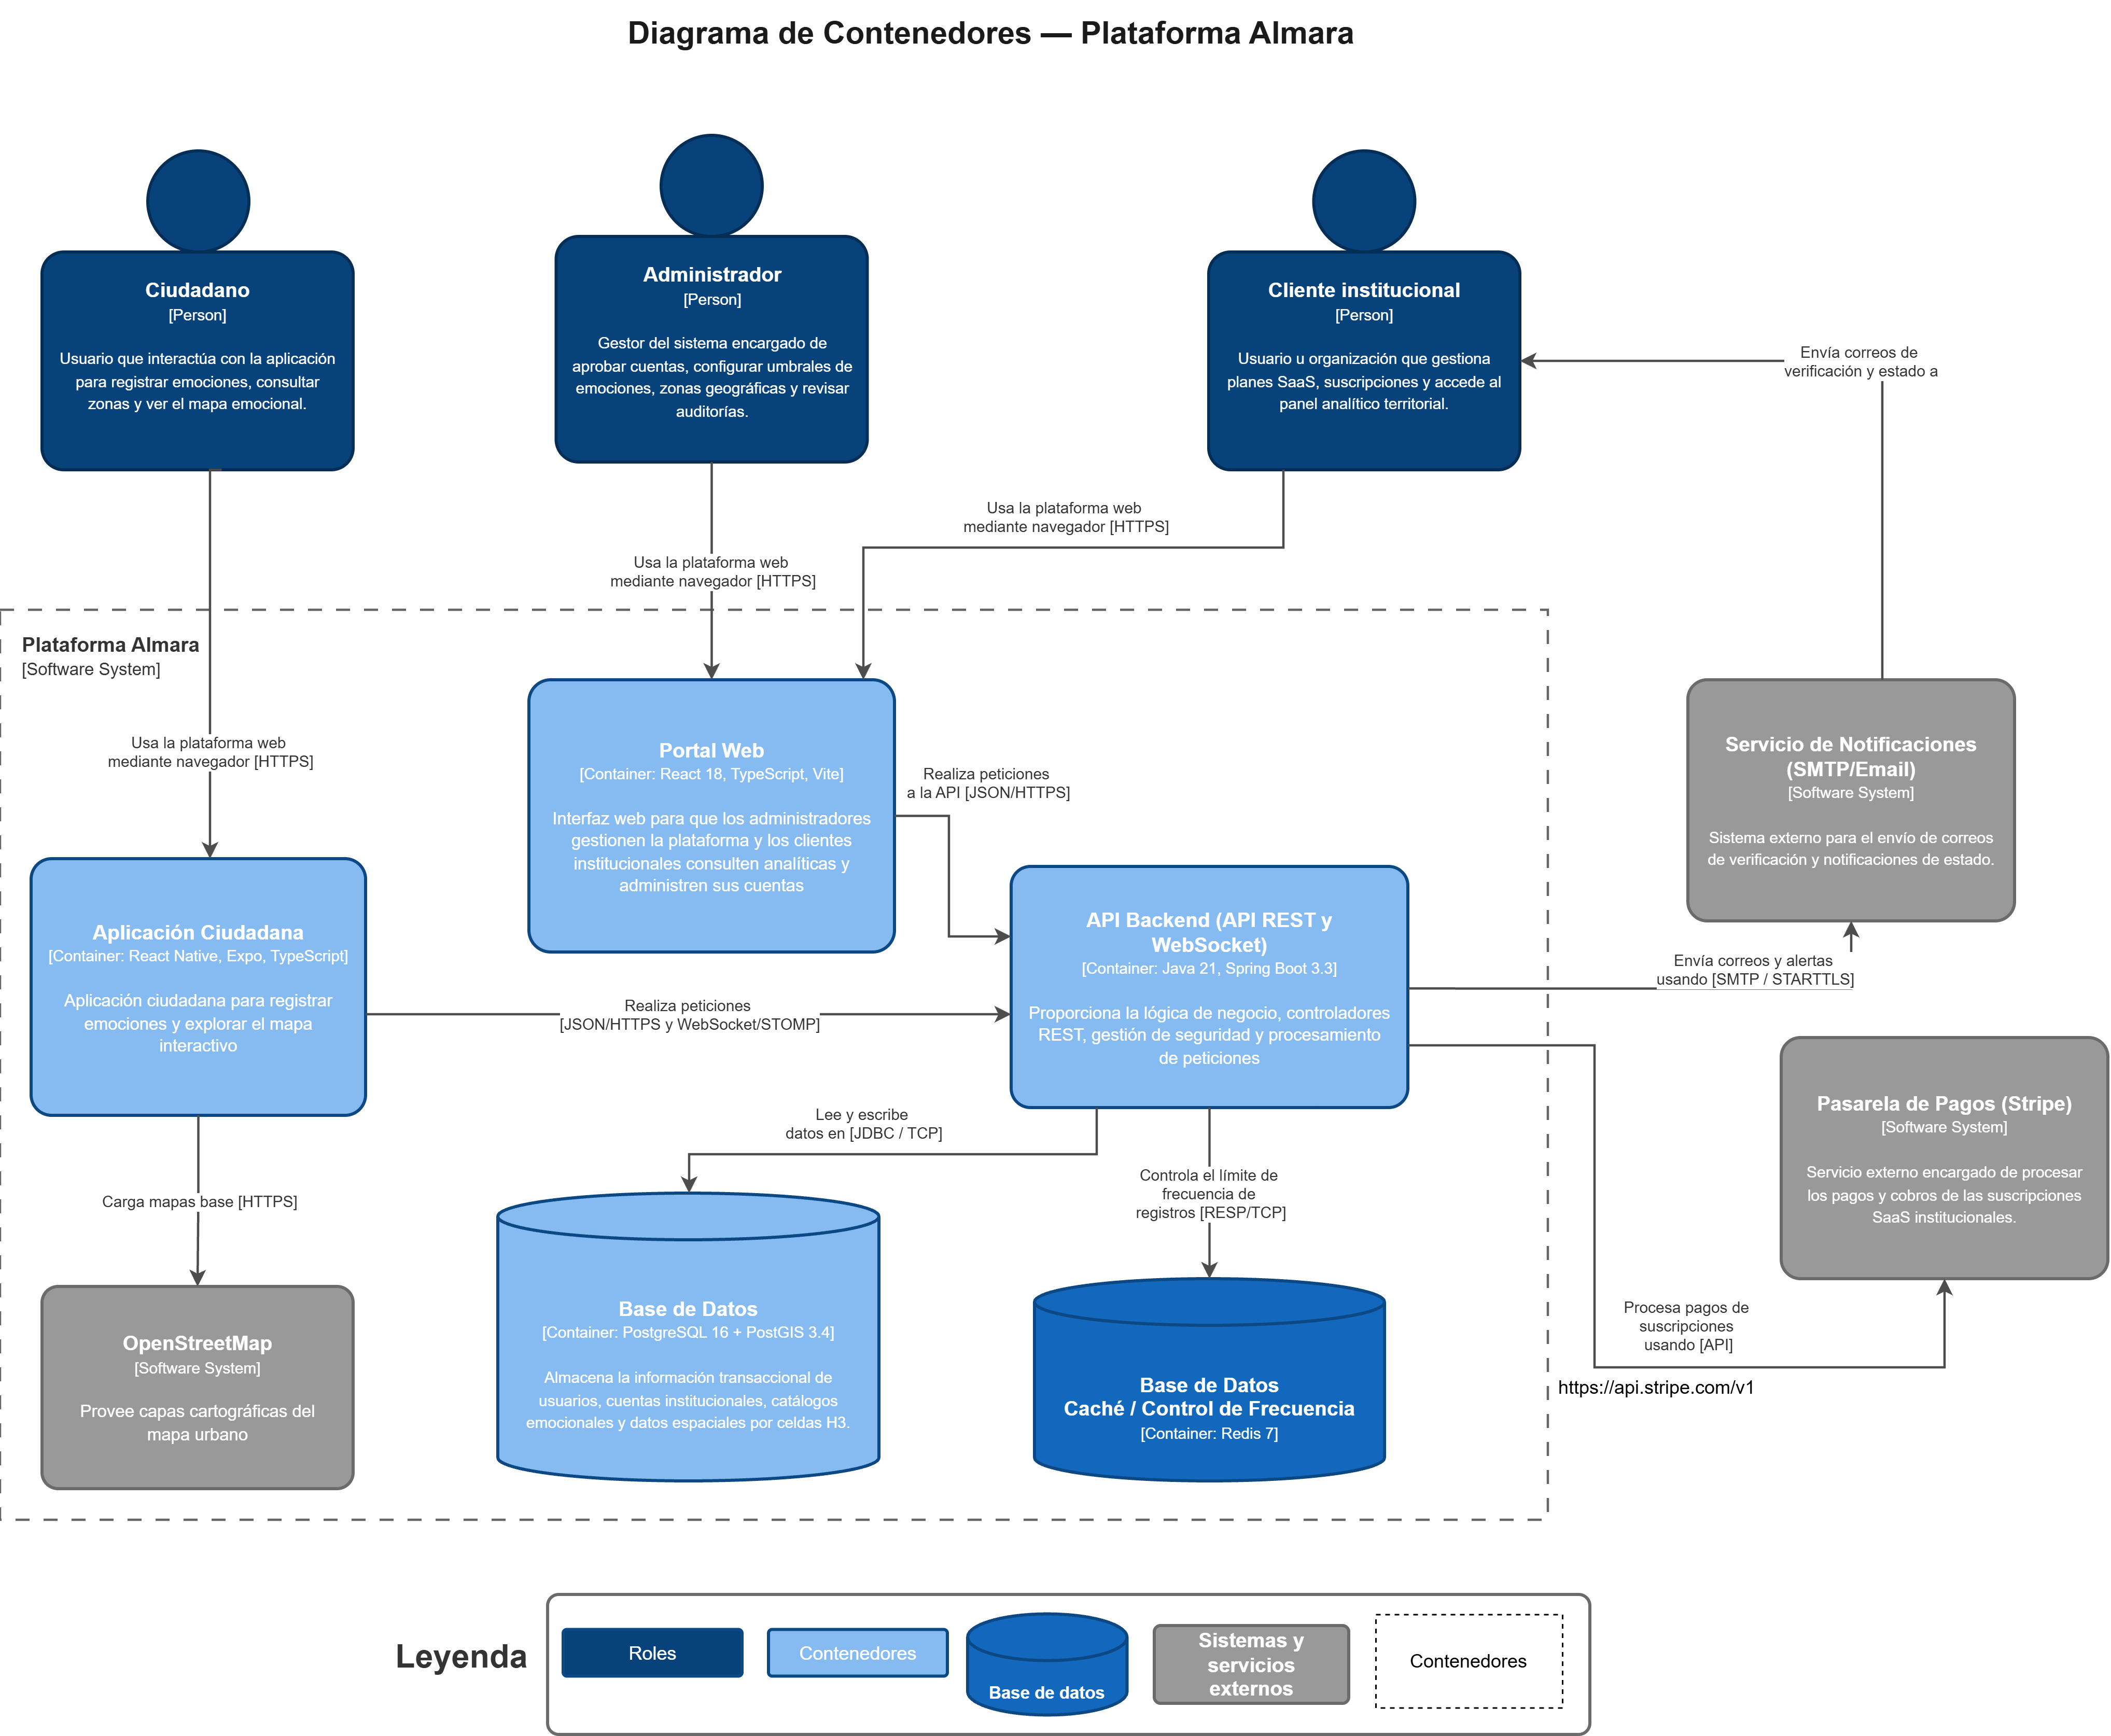 Diagrama de Contenedores — Plataforma Almara
Ciudadano
[Person]
Usuario que interactúa con la aplicación
para registrar emociones, consultar
zonas y ver el mapa emocional.
Administrador
[Person]
Gestor del sistema encargado de
aprobar cuentas, configurar umbrales de
emociones, zonas geográficas y revisar
auditorías.
Cliente institucional
[Person]
Usuario u organización que gestiona
planes SaaS, suscripciones y accede al
panel analítico territorial.
Envía correos de
verificación y estado a
Usa la plataforma web
mediante navegador [HTTPS]
Usa la plataforma web
mediante navegador [HTTPS]
Plataforma Almara
[Software System]
Usa la plataforma web
mediante navegador [HTTPS]
Portal Web
[Container: React 18, TypeScript, Vite]
Interfaz web para que los administradores
gestionen la plataforma y los clientes
institucionales consulten analíticas y
administren sus cuentas
Realiza peticiones
a la API [JSON/HTTPS]
Servicio de Notificaciones
(SMTP/Email)
[Software System]
Sistema externo para el envío de correos
de verificación y notificaciones de estado.
Aplicación Ciudadana
[Container: React Native, Expo, TypeScript]
Aplicación ciudadana para registrar
emociones y explorar el mapa
interactivo
API Backend (API REST y
WebSocket)
[Container: Java 21, Spring Boot 3.3]
Proporciona la lógica de negocio, controladores
REST, gestión de seguridad y procesamiento
de peticiones
Envía correos y alertas
usando [SMTP / STARTTLS]
Realiza peticiones
[JSON/HTTPS y WebSocket/STOMP]
Pasarela de Pagos (Stripe)
[Software System]
Servicio externo encargado de procesar
los pagos y cobros de las suscripciones
SaaS institucionales.
Lee y escribe
datos en [JDBC / TCP]
Controla el límite de
frecuencia de
registros [RESP/TCP]
Carga mapas base [HTTPS]
OpenStreetMap
[Software System]
Provee capas cartográficas del
mapa urbano
Base de Datos
[Container: PostgreSQL 16 + PostGIS 3.4]
Almacena la información transaccional de
usuarios, cuentas institucionales, catálogos
emocionales y datos espaciales por celdas H3.
Base de Datos
Caché / Control de Frecuencia
[Container: Redis 7]
Procesa pagos de
suscripciones
usando [API]
https://api.stripe.com/v1
Leyenda
Roles
Contenedores
Base de datos
Sistemas y
servicios
externos
Contenedores